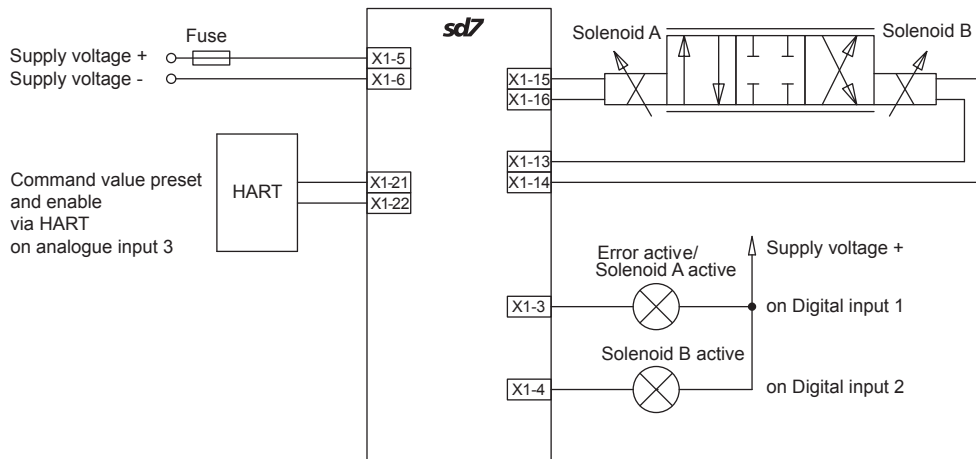 sd7
Fuse
Supply voltage +
Supply voltage -
X1-5
X1-6
Solenoid A
Solenoid B
X1-15
X1-16
X1-13
X1-14
Command value preset
and enable
via HART
on analogue input 3
HART
X1-21
X1-22
Supply voltage +
Error active/
Solenoid A active
X1-3
on Digital input 1
Solenoid B active
X1-4
on Digital input 2